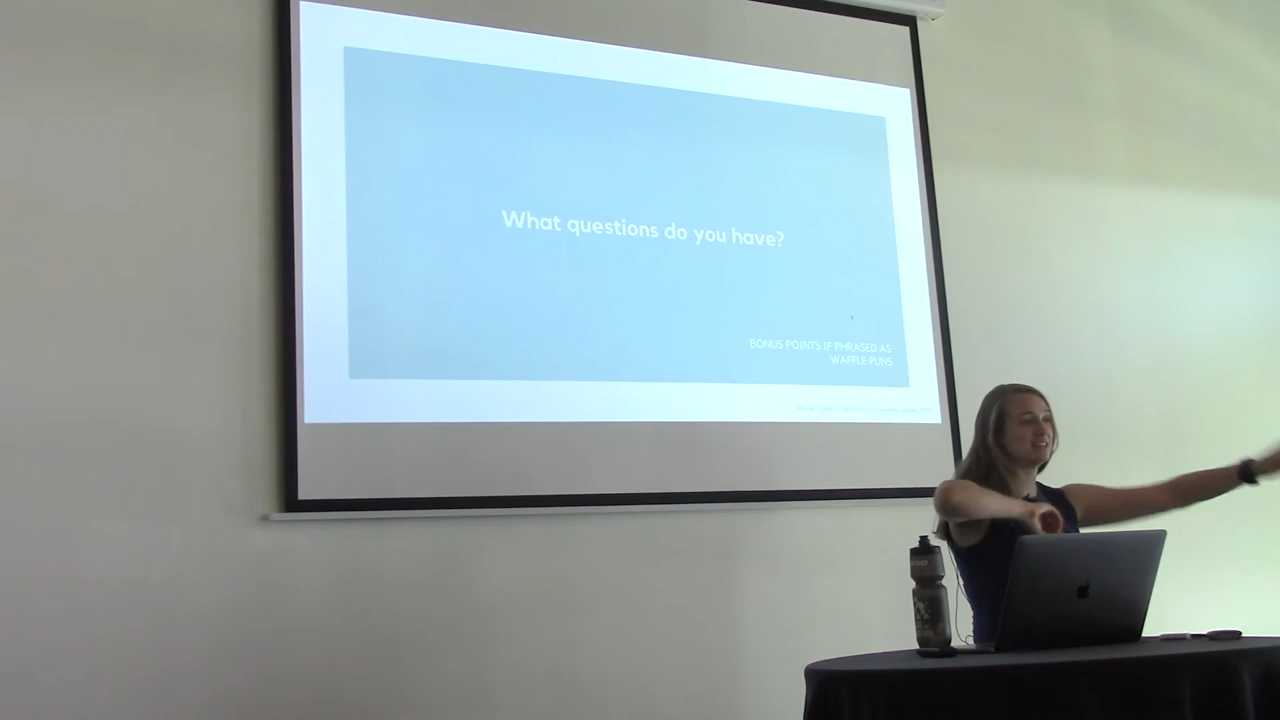 What questions do you have?
BONUS POINTS IF PHRASED AS
WAFFLE PUNS